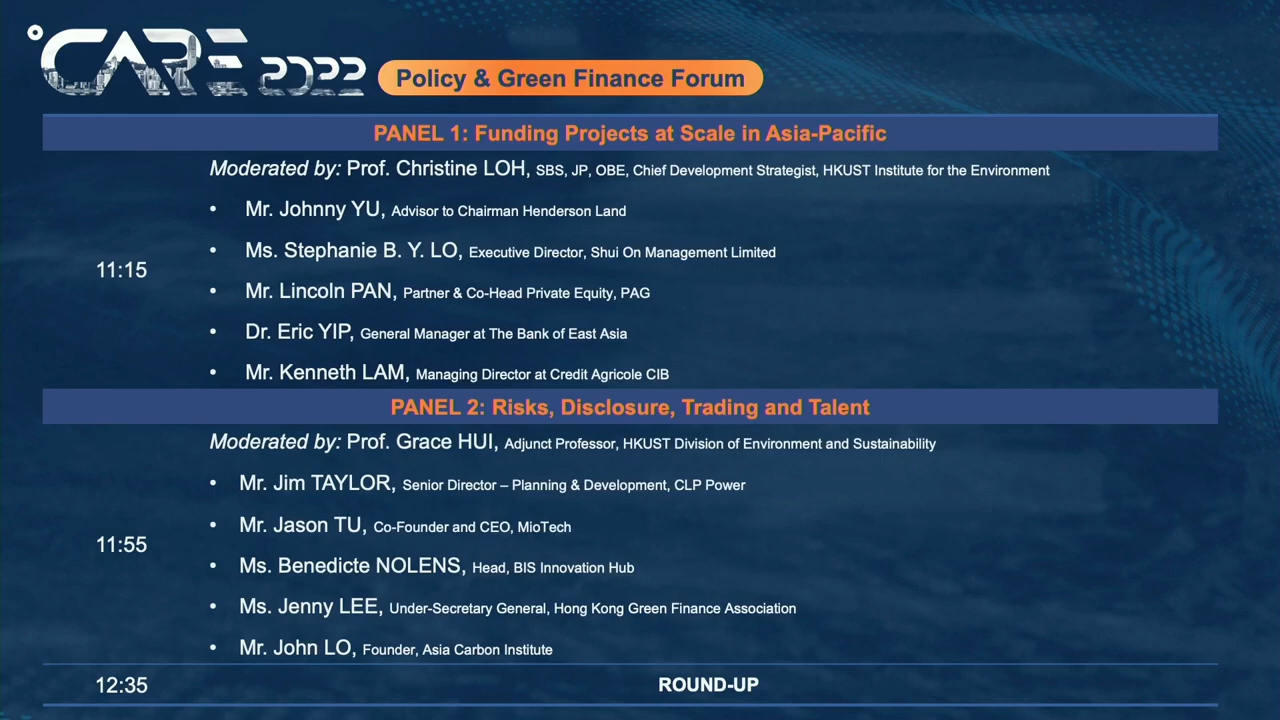 °CARE 2022
Policy & Green Finance Forum
PANEL 1: Funding Projects at Scale in Asia-Pacific
11:15
Moderated by: Prof. Christine LOH, SBS, JP, OBE, Chief Development Strategist, HKUST Institute for the Environment
• Mr. Johnny YU, Advisor to Chairman Henderson Land
• Ms. Stephanie B. Y. LO, Executive Director, Shui On Management Limited
• Mr. Lincoln PAN, Partner & Co-Head Private Equity, PAG
• Dr. Eric YIP, General Manager at The Bank of East Asia
• Mr. Kenneth LAM, Managing Director at Credit Agricole CIB
PANEL 2: Risks, Disclosure, Trading and Talent
11:55
Moderated by: Prof. Grace HUI, Adjunct Professor, HKUST Division of Environment and Sustainability
• Mr. Jim TAYLOR, Senior Director – Planning & Development, CLP Power
• Mr. Jason TU, Co-Founder and CEO, MioTech
• Ms. Benedicte NOLENS, Head, BIS Innovation Hub
• Ms. Jenny LEE, Under-Secretary General, Hong Kong Green Finance Association
• Mr. John LO, Founder, Asia Carbon Institute
12:35 ROUND-UP